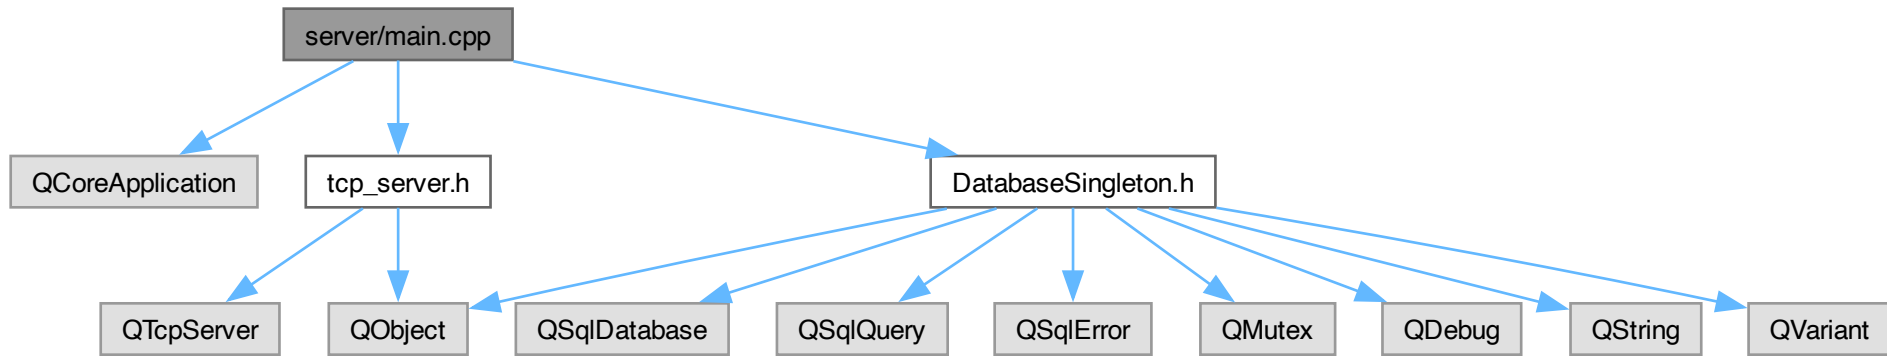 server/main.cpp
QCoreApplication
tcp_server.h
DatabaseSingleton.h
QTcpServer
QObject
QSqlDatabase
QSqlQuery
QSqlError
QMutex
QDebug
QString
QVariant